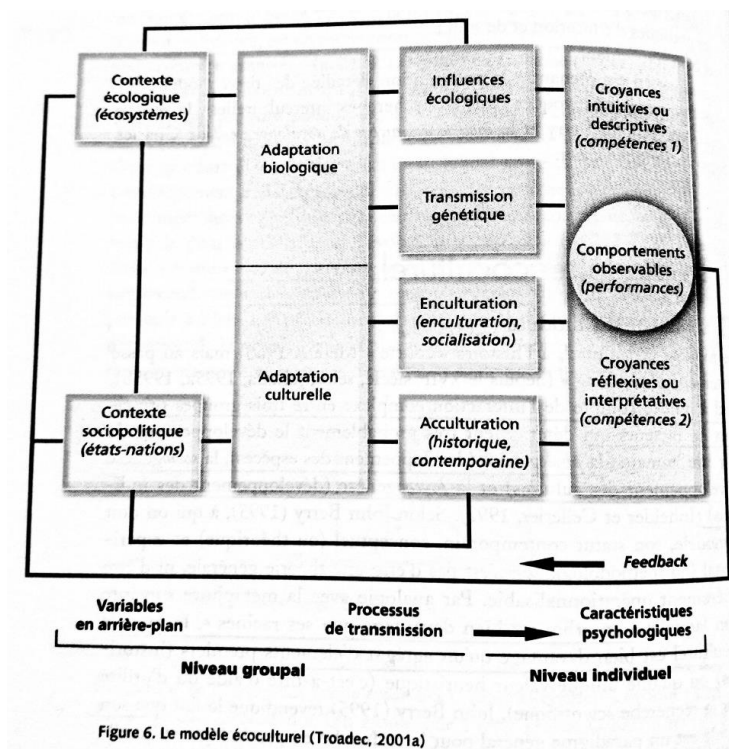 Contexte
écologique
(écosystèmes)
Adaptation
biologique
Influences
écologiques
Croyances
intuitives ou
descriptives
(compétences 1)
Transmission
génétique
Comportements
observables
(performances)
Enculturation
(enculturation,
socialisation)
Croyances
réflexives ou
interprétatives
(compétences 2)
Contexte
sociopolitique
(états-nations)
Adaptation
culturelle
Acculturation
(historique,
contemporaine)
Feedback
Variables
en arrière-plan
Processus
de transmission
Caractéristiques
psychologiques
Niveau groupal
Niveau individuel
Figure 6. Le modèle écoculturel (Troadec, 2001a)